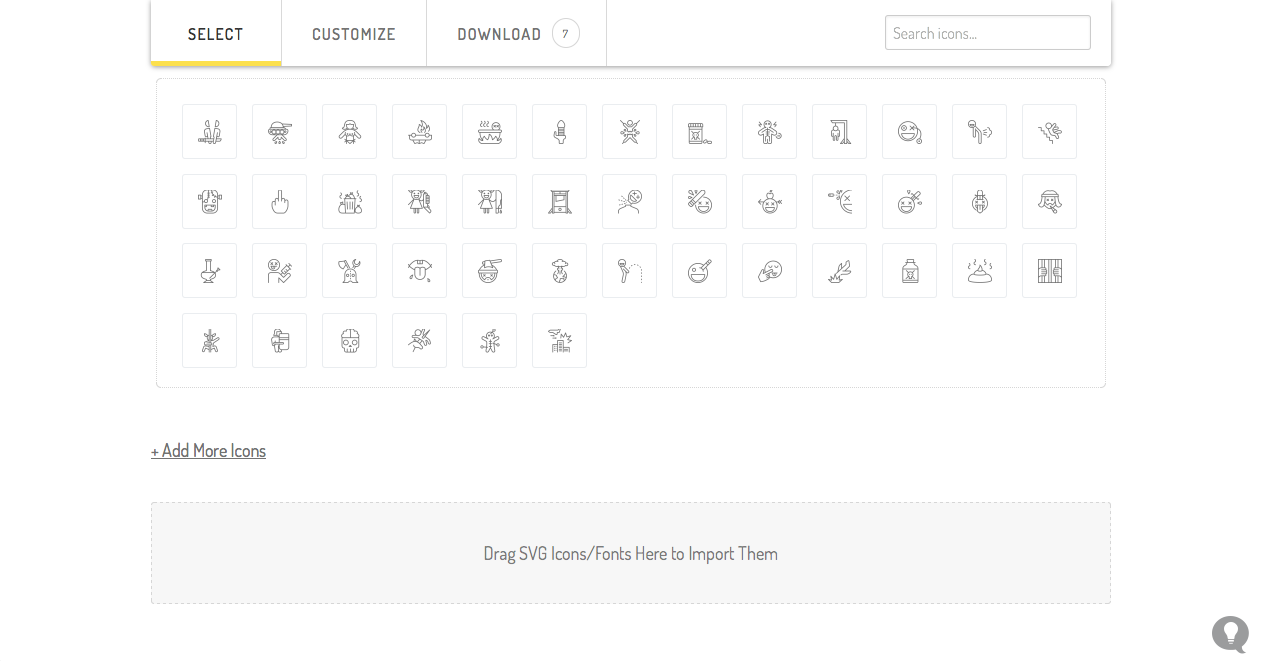 SELECT
CUSTOMIZE
DOWNLOAD 7
Search icons...
+ Add More Icons
Drag SVG Icons/Fonts Here to Import Them